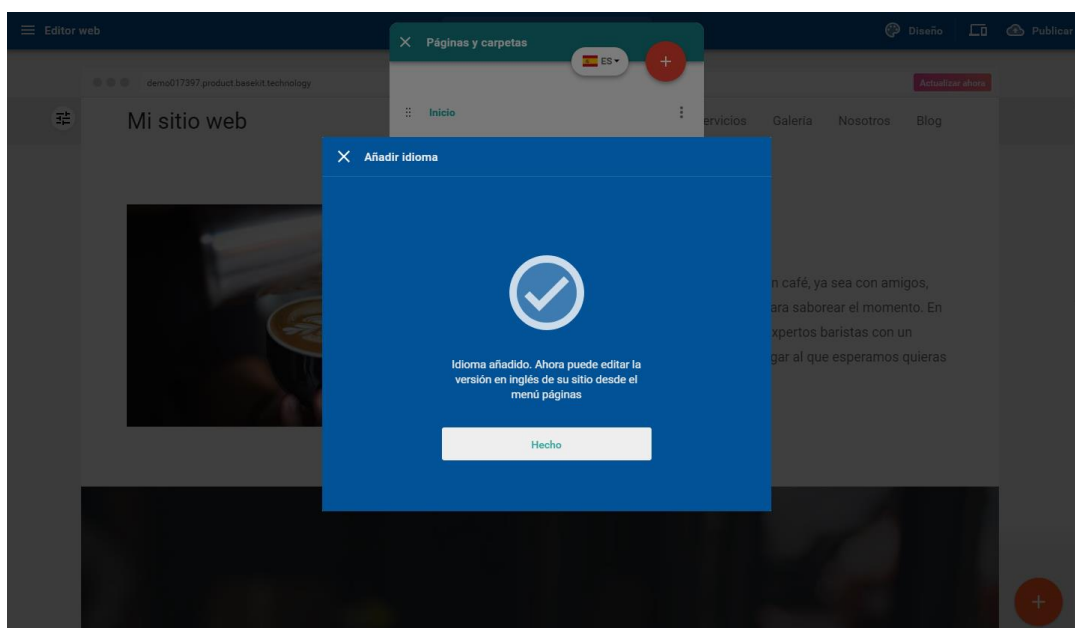 Editor web
Diseño
Publicar
Páginas y carpetas
ES
demo017397.product.basekit.technology
Actualizar ahora
Inicio
Mi sitio web
ervicios
Galería
Nosotros
Blog
Añadir idioma
n café, ya sea con amigos,
ara saborear el momento. En
xpertos baristas con un
gar al que esperamos quieras
Idioma añadido. Ahora puede editar la
versión en inglés de su sitio desde el
menú páginas
Hecho